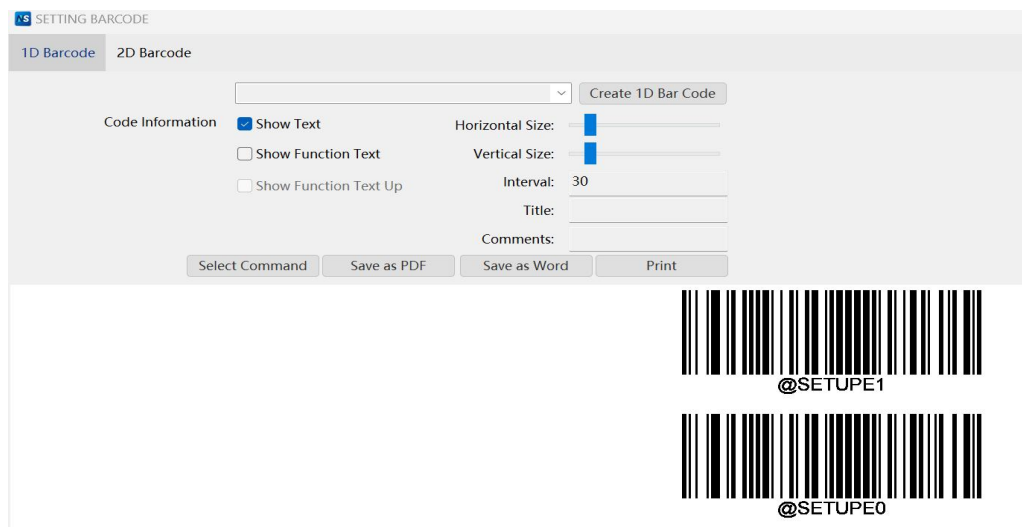 NS SETTING BARCODE
1D Barcode 2D Barcode
Create 1D Bar Code
Code Information Show Text Horizontal Size:
Show Function Text Vertical Size:
Show Function Text Up Interval: 30
Title:
Comments:
Select Command Save as PDF Save as Word Print
@SETUPE1
@SETUPE0